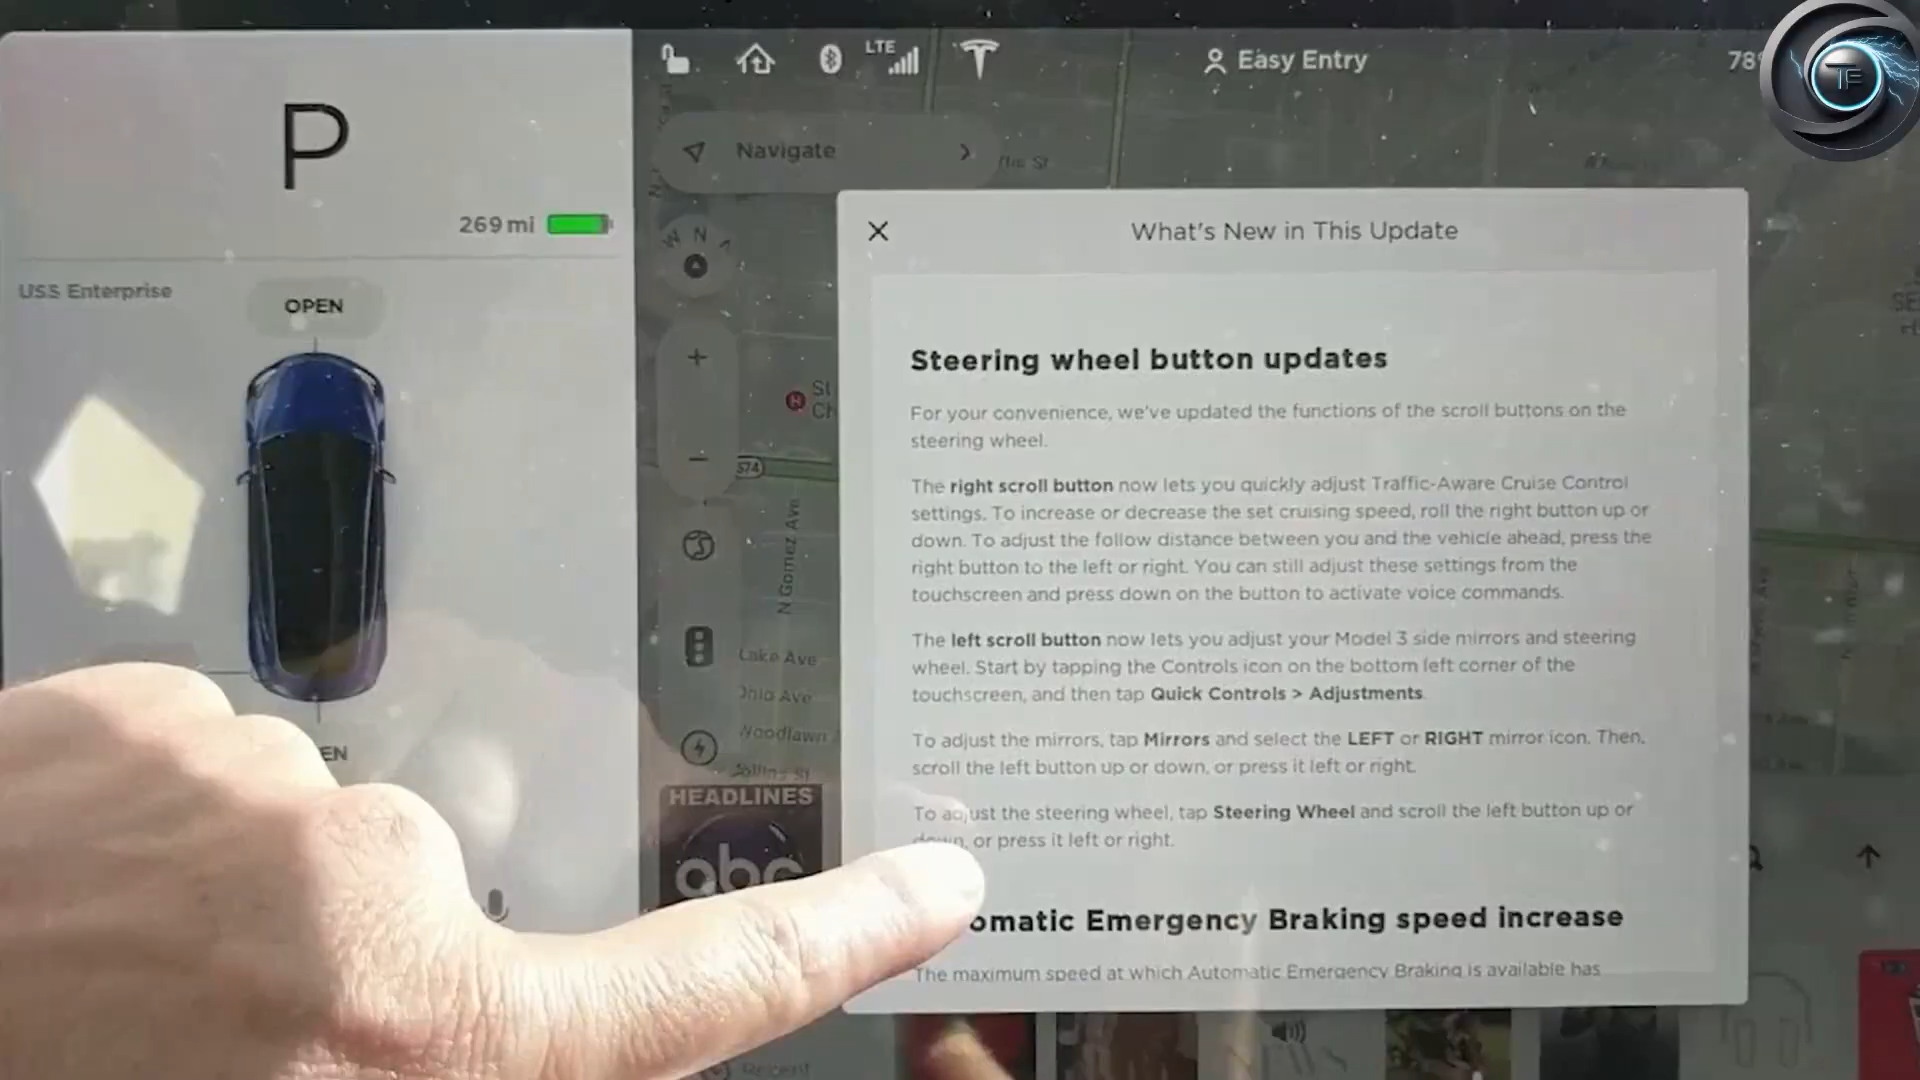 P
269 mi
USS Enterprise
OPEN
LTE
Easy Entry
78
TE
Navigate
W N
574
N Gomez Ave
Lake Ave
Ohio Ave
Woodlawn
Collins St
HEADLINES
abc
What's New in This Update
Steering wheel button updates
For your convenience, we've updated the functions of the scroll buttons on the
steering wheel.
The right scroll button now lets you quickly adjust Traffic-Aware Cruise Control
settings. To increase or decrease the set cruising speed, roll the right button up or
down. To adjust the follow distance between you and the vehicle ahead, press the
right button to the left or right. You can still adjust these settings from the
touchscreen and press down on the button to activate voice commands.
The left scroll button now lets you adjust your Model 3 side mirrors and steering
wheel. Start by tapping the Controls icon on the bottom left corner of the
touchscreen, and then tap Quick Controls > Adjustments.
To adjust the mirrors, tap Mirrors and select the LEFT or RIGHT mirror icon. Then,
scroll the left button up or down, or press it left or right.
To adjust the steering wheel, tap Steering Wheel and scroll the left button up or
down, or press it left or right.
omatic Emergency Braking speed increase
The maximum speed at which Automatic Emergency Braking is available has
Recent